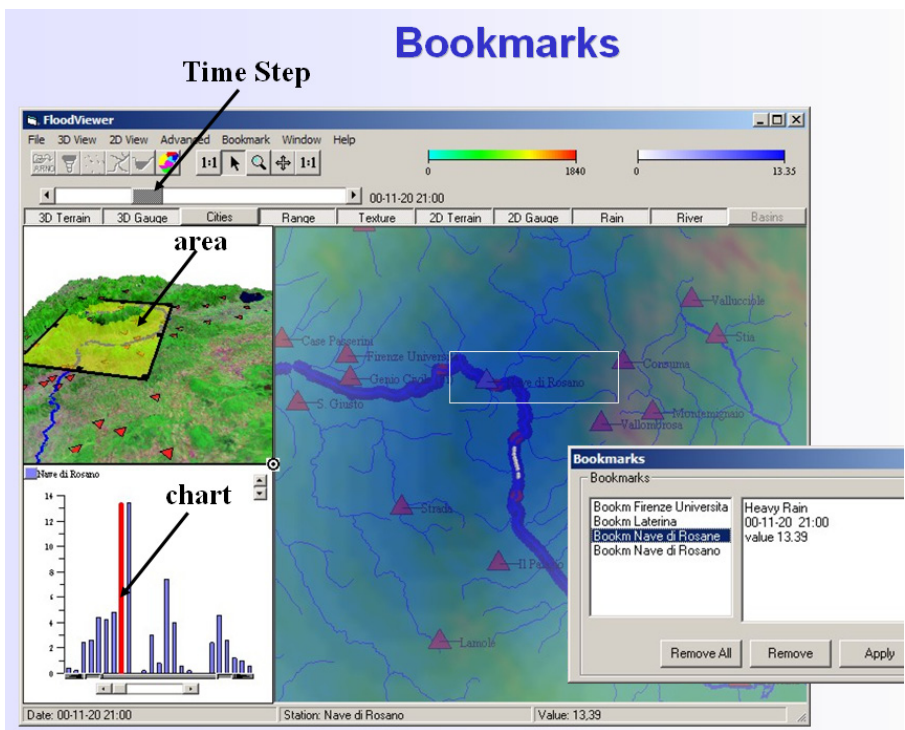 Bookmarks
Time Step
FloodViewer
File 3D View 2D View Advanced Bookmark Window Help
1:1 1:1
0 1840 0 13.35
00-11-20 21:00
3D Terrain 3D Gauge Cities Range Texture 2D Terrain 2D Gauge Rain River Basins
area
Vallucciole
Stia
Case Passerini
Firenze Universita
Consuma
Nave di Rosano
S. Giusto
Montemignaio
Vallombrosa
Strada
Lamole
Nave di Rosano
chart
14
12
10
8
6
4
2
0
Bookmarks
Bookmarks
Bookm Firenze Universita
Bookm Laterina
Bookm Nave di Rosane
Bookm Nave di Rosano
Heavy Rain
00-11-20 21:00
value 13.39
Remove All Remove Apply
Date: 00-11-20 21:00 Station: Nave di Rosano Value: 13,39